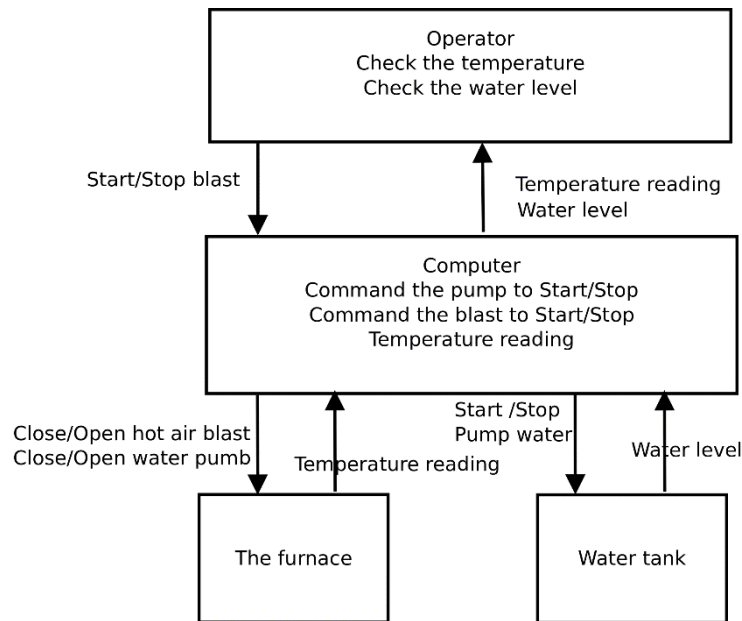 Operator
Check the temperature
Check the water level
Start/Stop blast
Temperature reading
Water level
Computer
Command the pump to Start/Stop
Command the blast to Start/Stop
Temperature reading
Close/Open hot air blast
Close/Open water pumb
Temperature reading
Start /Stop
Pump water
Water level
The furnace
Water tank